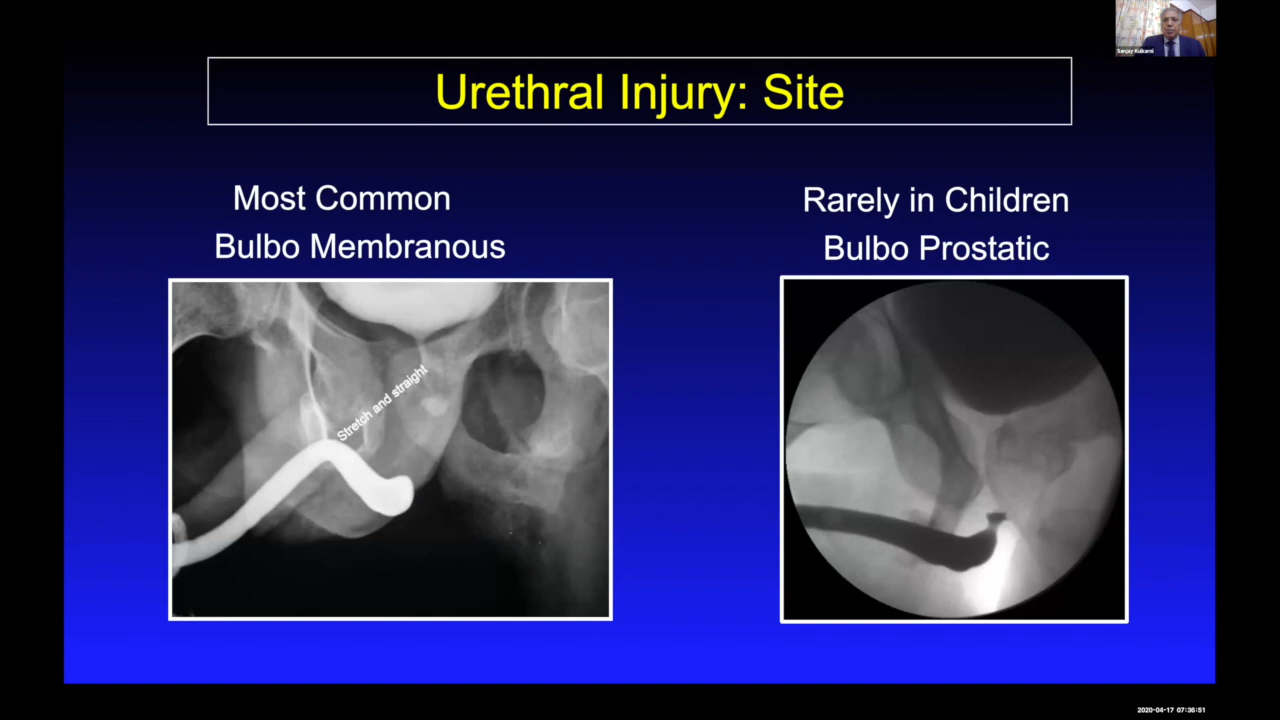 Sanjay Kulkarni
Urethral Injury: Site
Most Common
Bulbo Membranous
Rarely in Children
Bulbo Prostatic
Stretch and straight
2020-04-17 07:36:51